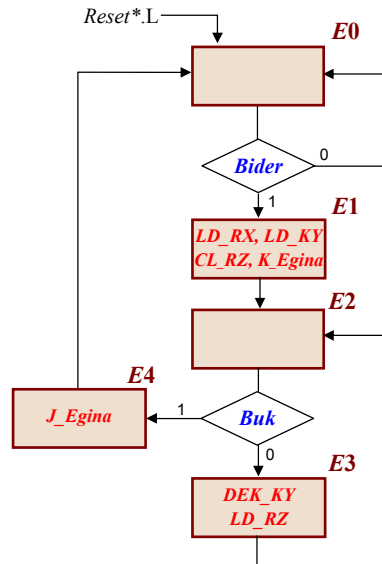 Reset*.L
E0
Bider
0
1
E1
LD_RX, LD_KY
CL_RZ, K_Egina
E2
E4
J_Egina
1
Buk
0
E3
DEK_KY
LD_RZ